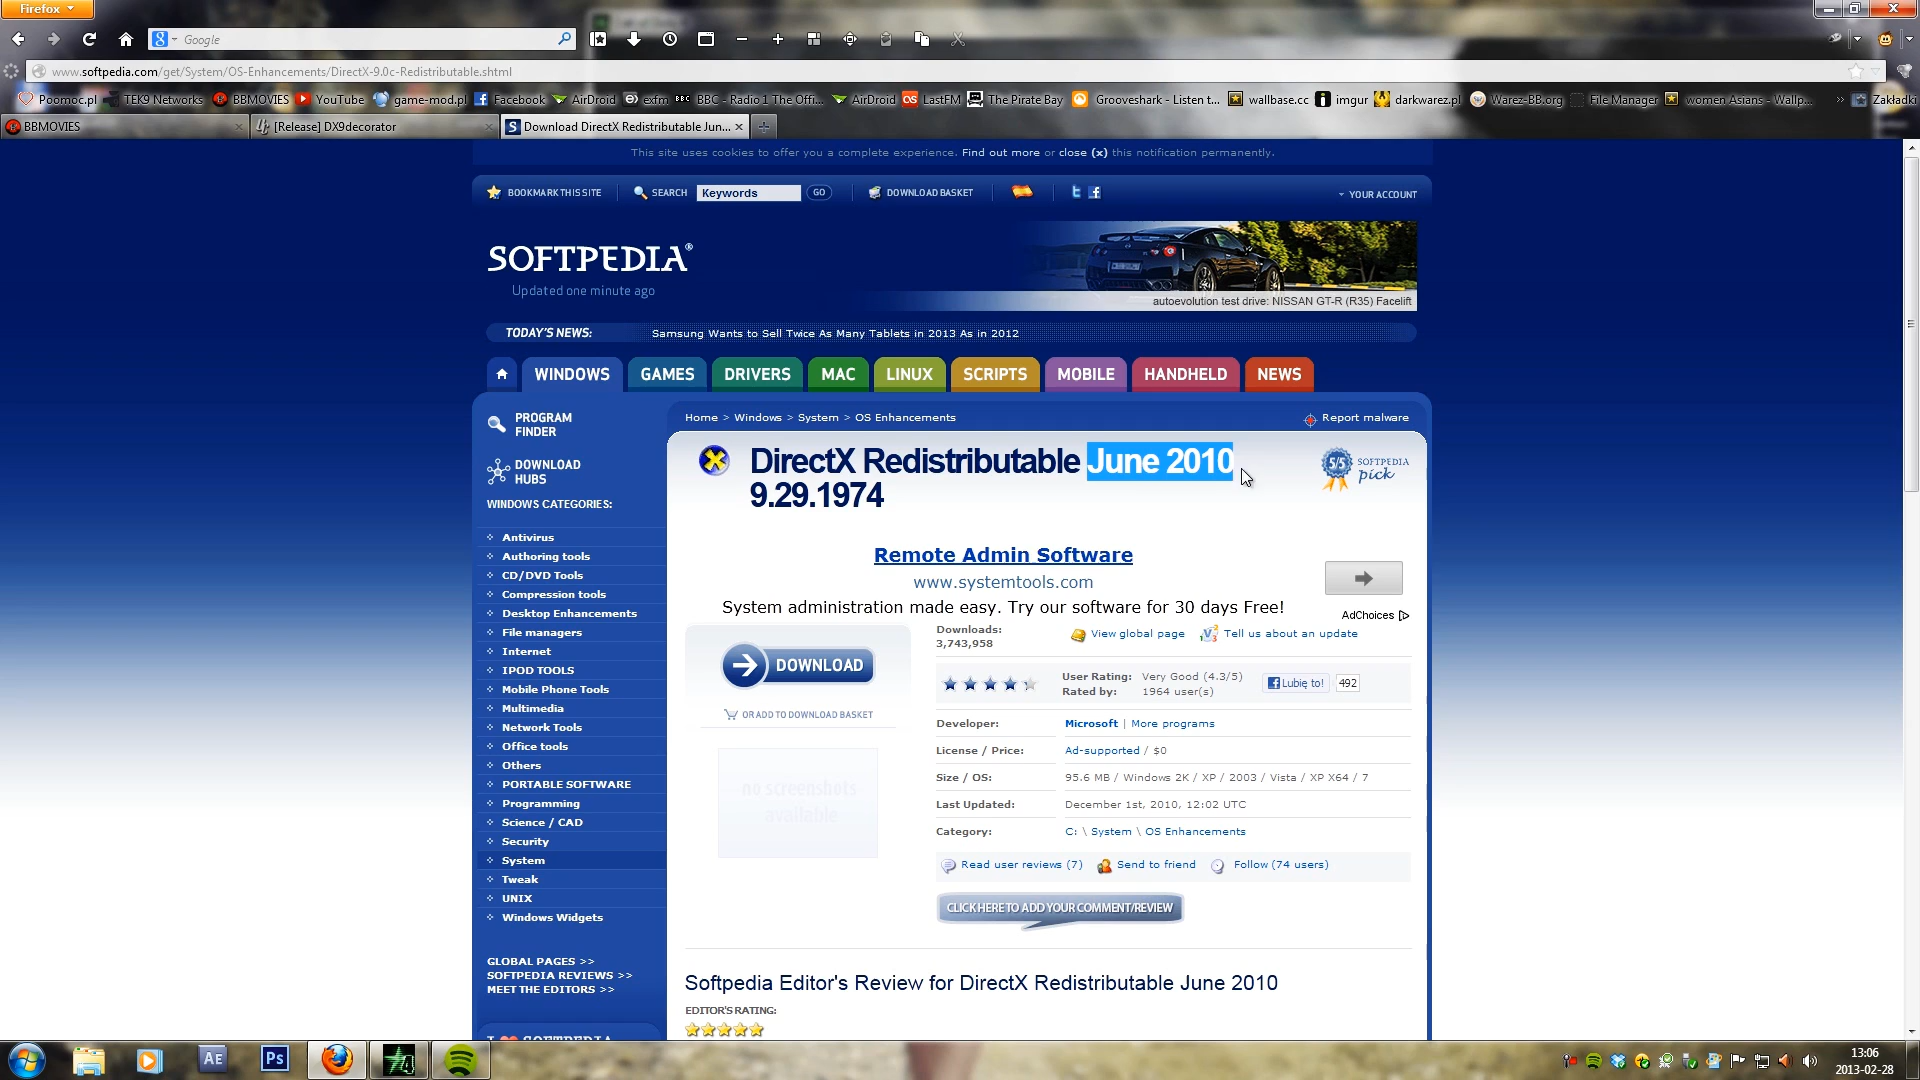 Firefox
Google
www.softpedia.com/get/System/OS-Enhancements/DirectX-9.0c-Redistributable.shtml
Poomoc.pl TEK9 Networks BBMOVIES YouTube game-mod.pl Facebook AirDroid exfm BBC - Radio 1 The Offi... AirDroid LastFM The Pirate Bay Grooveshark - Listen t... wallbase.cc imgur darkwarez.pl Warez-BB.org File Manager women Asians - Wallp... » Zakładki
BBMOVIES [Release] DX9decorator Download DirectX Redistributable Jun...
This site uses cookies to offer you a complete experience. Find out more or close (x) this notification permanently.
BOOKMARK THIS SITE SEARCH Keywords GO DOWNLOAD BASKET YOUR ACCOUNT
SOFTPEDIA®
Updated one minute ago
autoevolution test drive: NISSAN GT-R (R35) Facelift
TODAY'S NEWS: Samsung Wants to Sell Twice As Many Tablets in 2013 As in 2012
WINDOWS GAMES DRIVERS MAC LINUX SCRIPTS MOBILE HANDHELD NEWS
PROGRAM
FINDER
DOWNLOAD
HUBS
WINDOWS CATEGORIES:
Antivirus
Authoring tools
CD/DVD Tools
Compression tools
Desktop Enhancements
File managers
Internet
IPOD TOOLS
Mobile Phone Tools
Multimedia
Network Tools
Office tools
Others
PORTABLE SOFTWARE
Programming
Science / CAD
Security
System
Tweak
UNIX
Windows Widgets
GLOBAL PAGES >>
SOFTPEDIA REVIEWS >>
MEET THE EDITORS >>
Home > Windows > System > OS Enhancements Report malware
DirectX Redistributable June 2010
9.29.1974
5/5 SOFTPEDIA
pick
Remote Admin Software
www.systemtools.com
System administration made easy. Try our software for 30 days Free!
AdChoices
DOWNLOAD
OR ADD TO DOWNLOAD BASKET
no screenshots
available
Downloads:
3,743,958
View global page Tell us about an update
User Rating: Very Good (4.3/5)
Rated by: 1964 user(s)
Lubię to! 492
Developer: Microsoft | More programs
License / Price: Ad-supported / $0
Size / OS: 95.6 MB / Windows 2K / XP / 2003 / Vista / XP X64 / 7
Last Updated: December 1st, 2010, 12:02 UTC
Category: C: \ System \ OS Enhancements
Read user reviews (7) Send to friend Follow (74 users)
CLICK HERE TO ADD YOUR COMMENT/REVIEW
Softpedia Editor's Review for DirectX Redistributable June 2010
EDITOR'S RATING:
AE Ps
13:06
2013-02-28